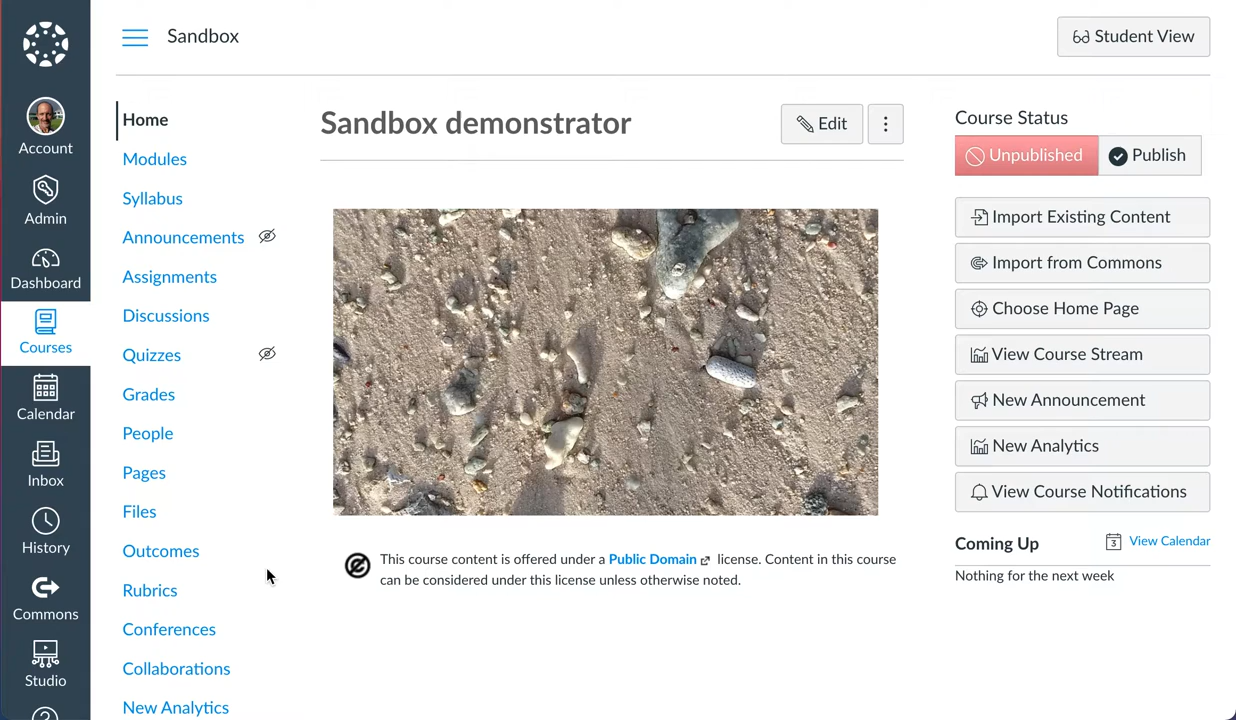 Sandbox
Student View
Account
Admin
Dashboard
Courses
Calendar
Inbox
History
Commons
Studio
Home
Modules
Syllabus
Announcements
Assignments
Discussions
Quizzes
Grades
People
Pages
Files
Outcomes
Rubrics
Conferences
Collaborations
New Analytics
Sandbox demonstrator
Edit
This course content is offered under a Public Domain license. Content in this course
can be considered under this license unless otherwise noted.
Course Status
Unpublished Publish
Import Existing Content
Import from Commons
Choose Home Page
View Course Stream
New Announcement
New Analytics
View Course Notifications
Coming Up 3 View Calendar
Nothing for the next week